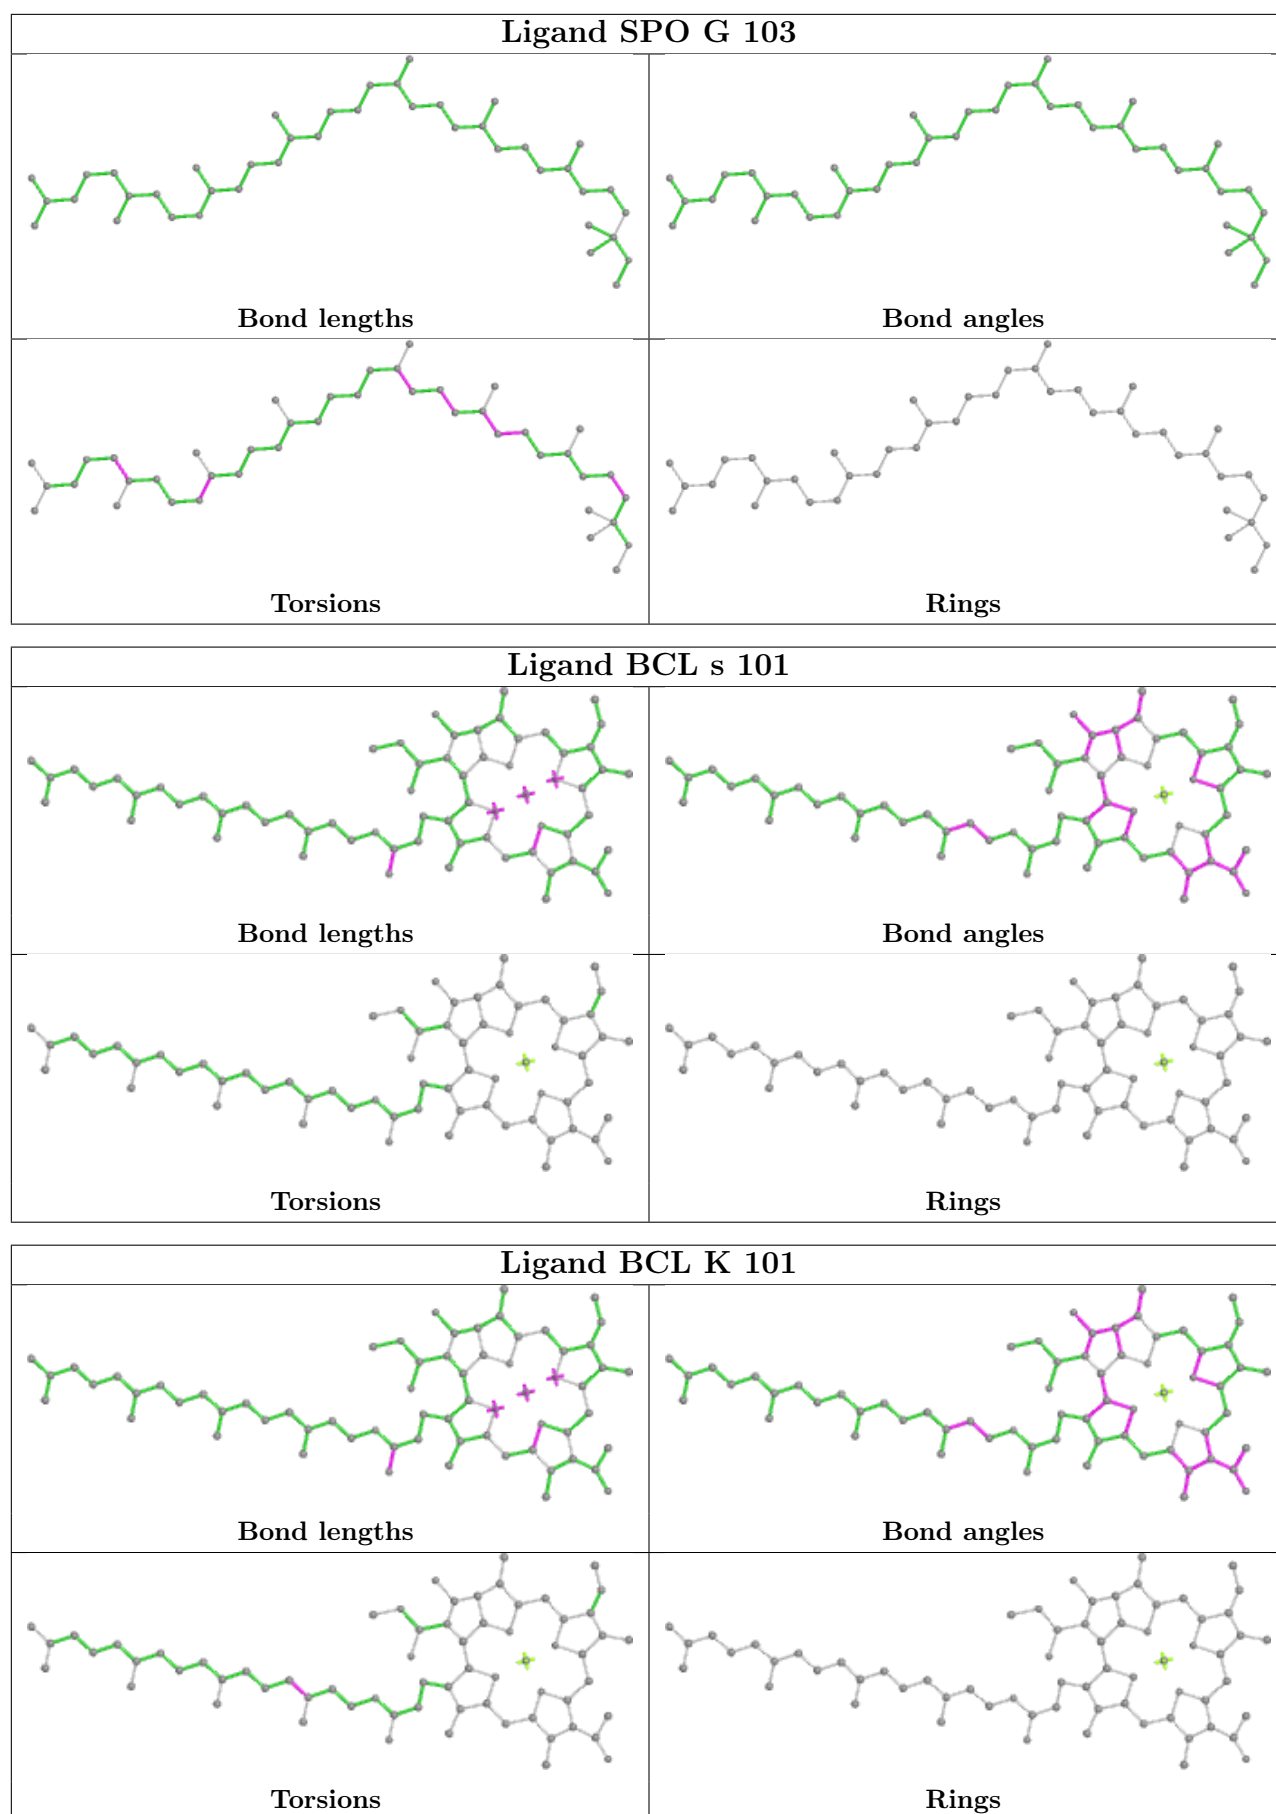 Ligand SPO G 103
Bond lengths
Bond angles
Torsions
Rings
Ligand BCL s 101
Bond lengths
Bond angles
Torsions
Rings
Ligand BCL K 101
Bond lengths
Bond angles
Torsions
Rings